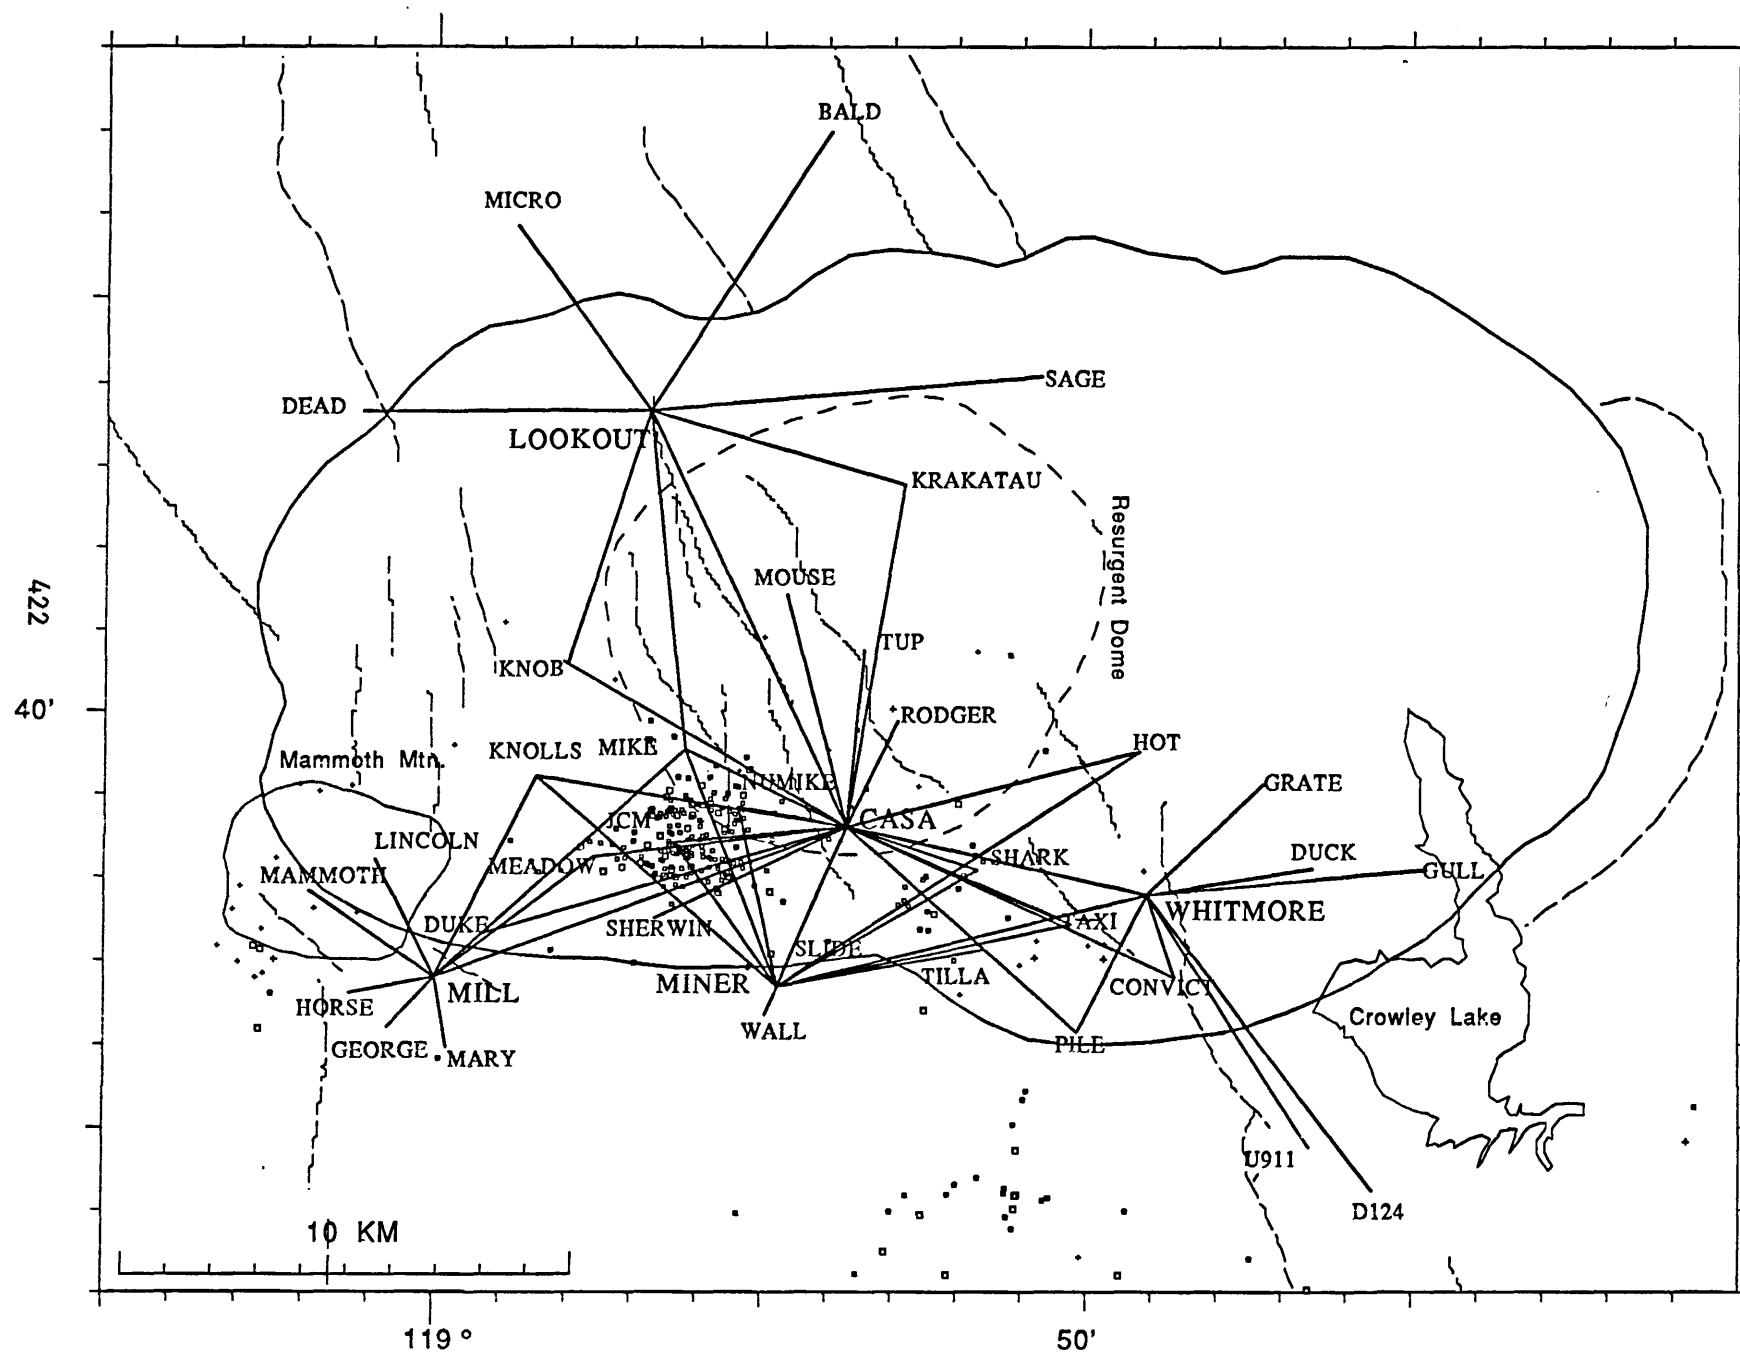 BALD
MICRO
SAGE
DEAD
LOOKOUT
KRAKATAU
Resurgent Dome
MOUSE
422
TUP
KNOB
40'
RODGER
HOT
KNOLLS
MIKE
Mammoth Mtn.
NUMIKE
GRATE
JCM
CASA
LINCOLN
DUCK
SHARK
MEADOW
GULL
MAMMOTH
WHITMORE
TAXI
DUKE
SHERWIN
SLIDE
TILLA
MINER
CONVICT
MILL
HORSE
Crowley Lake
WALL
PILE
GEORGE
MARY
U911
D124
10 KM
119°
50'